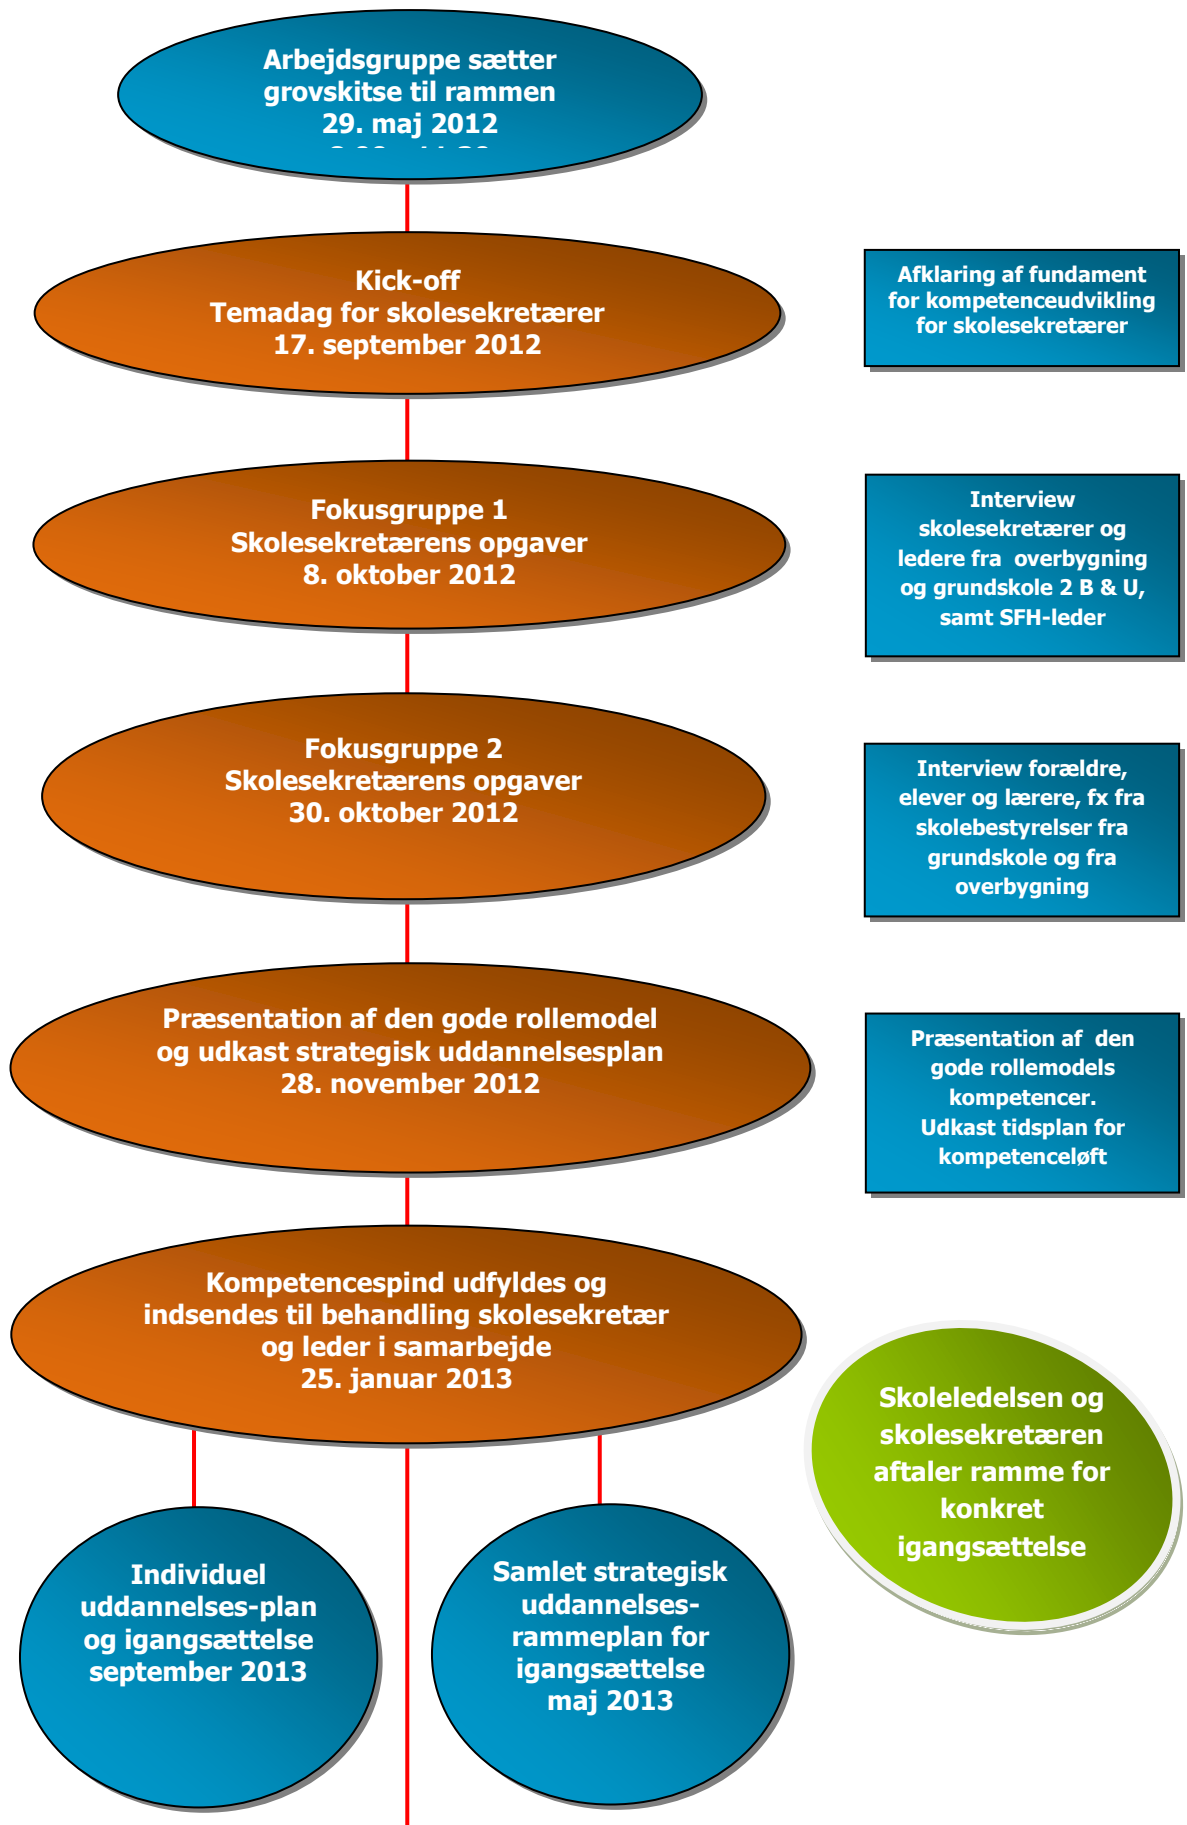 Arbejdsgruppe sætter
grovskitse til rammen
29. maj 2012
Kick-off
Temadag for skolesekretærer
17. september 2012
Afklaring af fundament
for kompetenceudvikling
for skolesekretærer
Fokusgruppe 1
Skolesekretærens opgaver
8. oktober 2012
Interview
skolesekretærer og
ledere fra overbygning
og grundskole 2 B & U,
samt SFH-leder
Fokusgruppe 2
Skolesekretærens opgaver
30. oktober 2012
Interview forældre,
elever og lærere, fx fra
skolebestyrelser fra
grundskole og fra
overbygning
Præsentation af den gode rollemodel
og udkast strategisk uddannelsesplan
28. november 2012
Præsentation af den
gode rollemodels
kompetencer.
Udkast tidsplan for
kompetenceløft
Kompetencespind udfyldes og
indsendes til behandling skolesekretær
og leder i samarbejde
25. januar 2013
Skoleledelsen og
skolesekretæren
aftaler ramme for
konkret
igangsættelse
Individuel
uddannelses-plan
og igangsættelse
september 2013
Samlet strategisk
uddannelses-
rammeplan for
igangsættelse
maj 2013